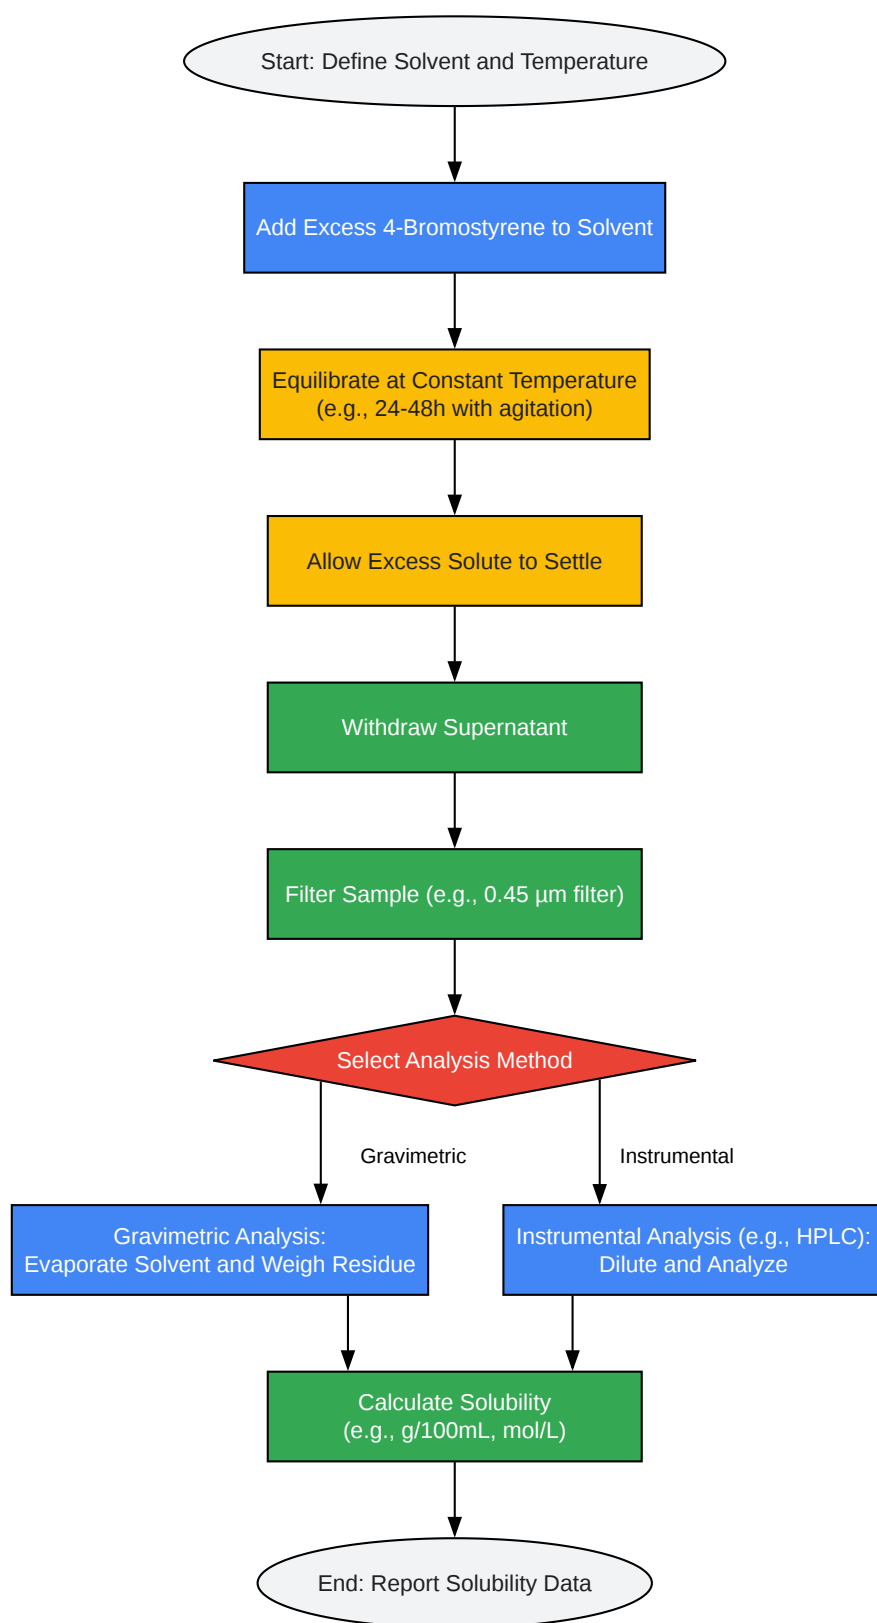 Start: Define Solvent and Temperature
Add Excess 4-Bromostyrene to Solvent
Equilibrate at Constant Temperature
(e.g., 24-48h with agitation)
Allow Excess Solute to Settle
Withdraw Supernatant
Filter Sample (e.g., 0.45 µm filter)
Select Analysis Method
Gravimetric
Instrumental
Gravimetric Analysis:
Evaporate Solvent and Weigh Residue
Instrumental Analysis (e.g., HPLC):
Dilute and Analyze
Calculate Solubility
(e.g., g/100mL, mol/L)
End: Report Solubility Data